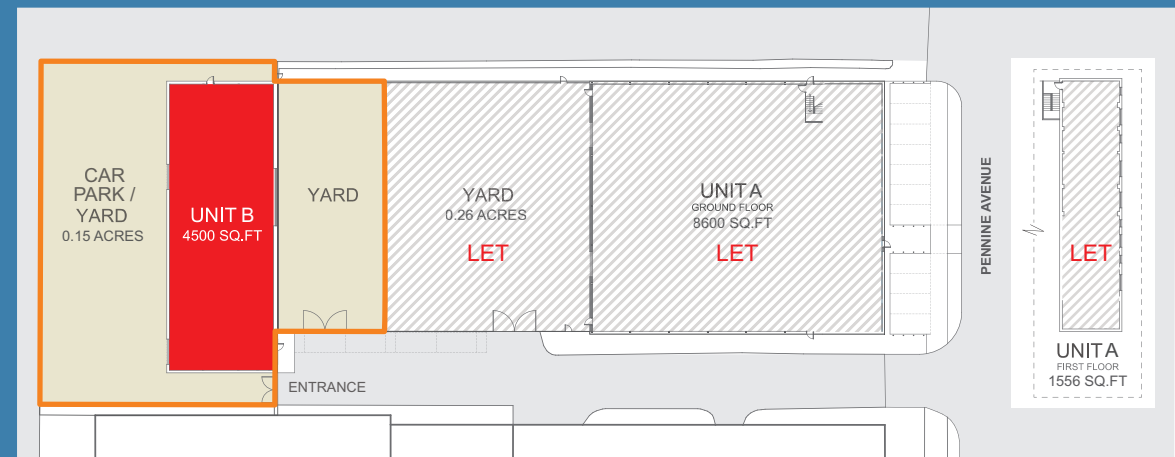 CAR
PARK /
YARD
0.15 ACRES
UNIT B
4500 SQ.FT
YARD
YARD
0.26 ACRES
LET
UNIT A
GROUND FLOOR
8600 SQ.FT
LET
PENNINE AVENUE
LET
UNIT A
FIRST FLOOR
1556 SQ.FT
ENTRANCE